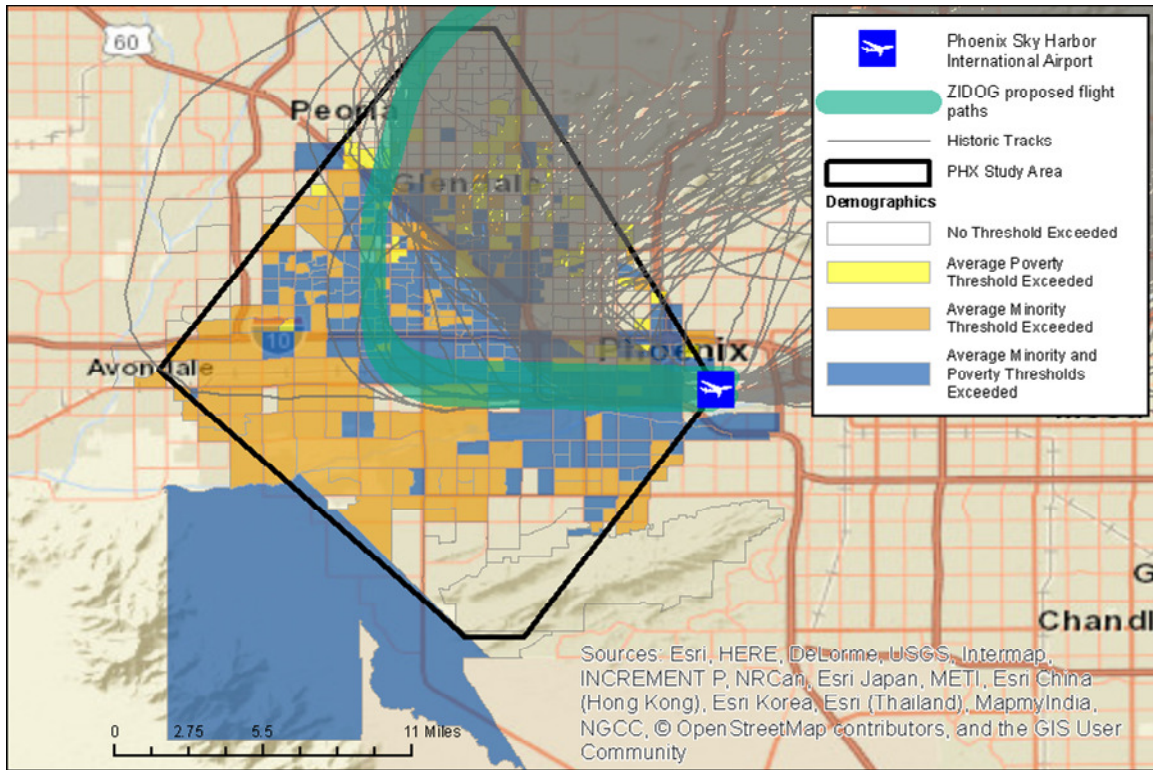 60
Peoria
Glendale
10
Avondale
Phoenix
Chandl
0 2.75 5.5 11 Miles
Phoenix Sky Harbor
International Airport
ZIDOG proposed flight
paths
Historic Tracks
PHX Study Area
Demographics
No Threshold Exceeded
Average Poverty
Threshold Exceeded
Average Minority
Threshold Exceeded
Average Minority and
Poverty Thresholds
Exceeded
G
Sources: Esri, HERE, DeLorme, USGS, Intermap,
INCREMENT P, NRCan, Esri Japan, METI, Esri China
(Hong Kong), Esri Korea, Esri (Thailand), MapmyIndia,
NGCC, © OpenStreetMap contributors, and the GIS User
Community